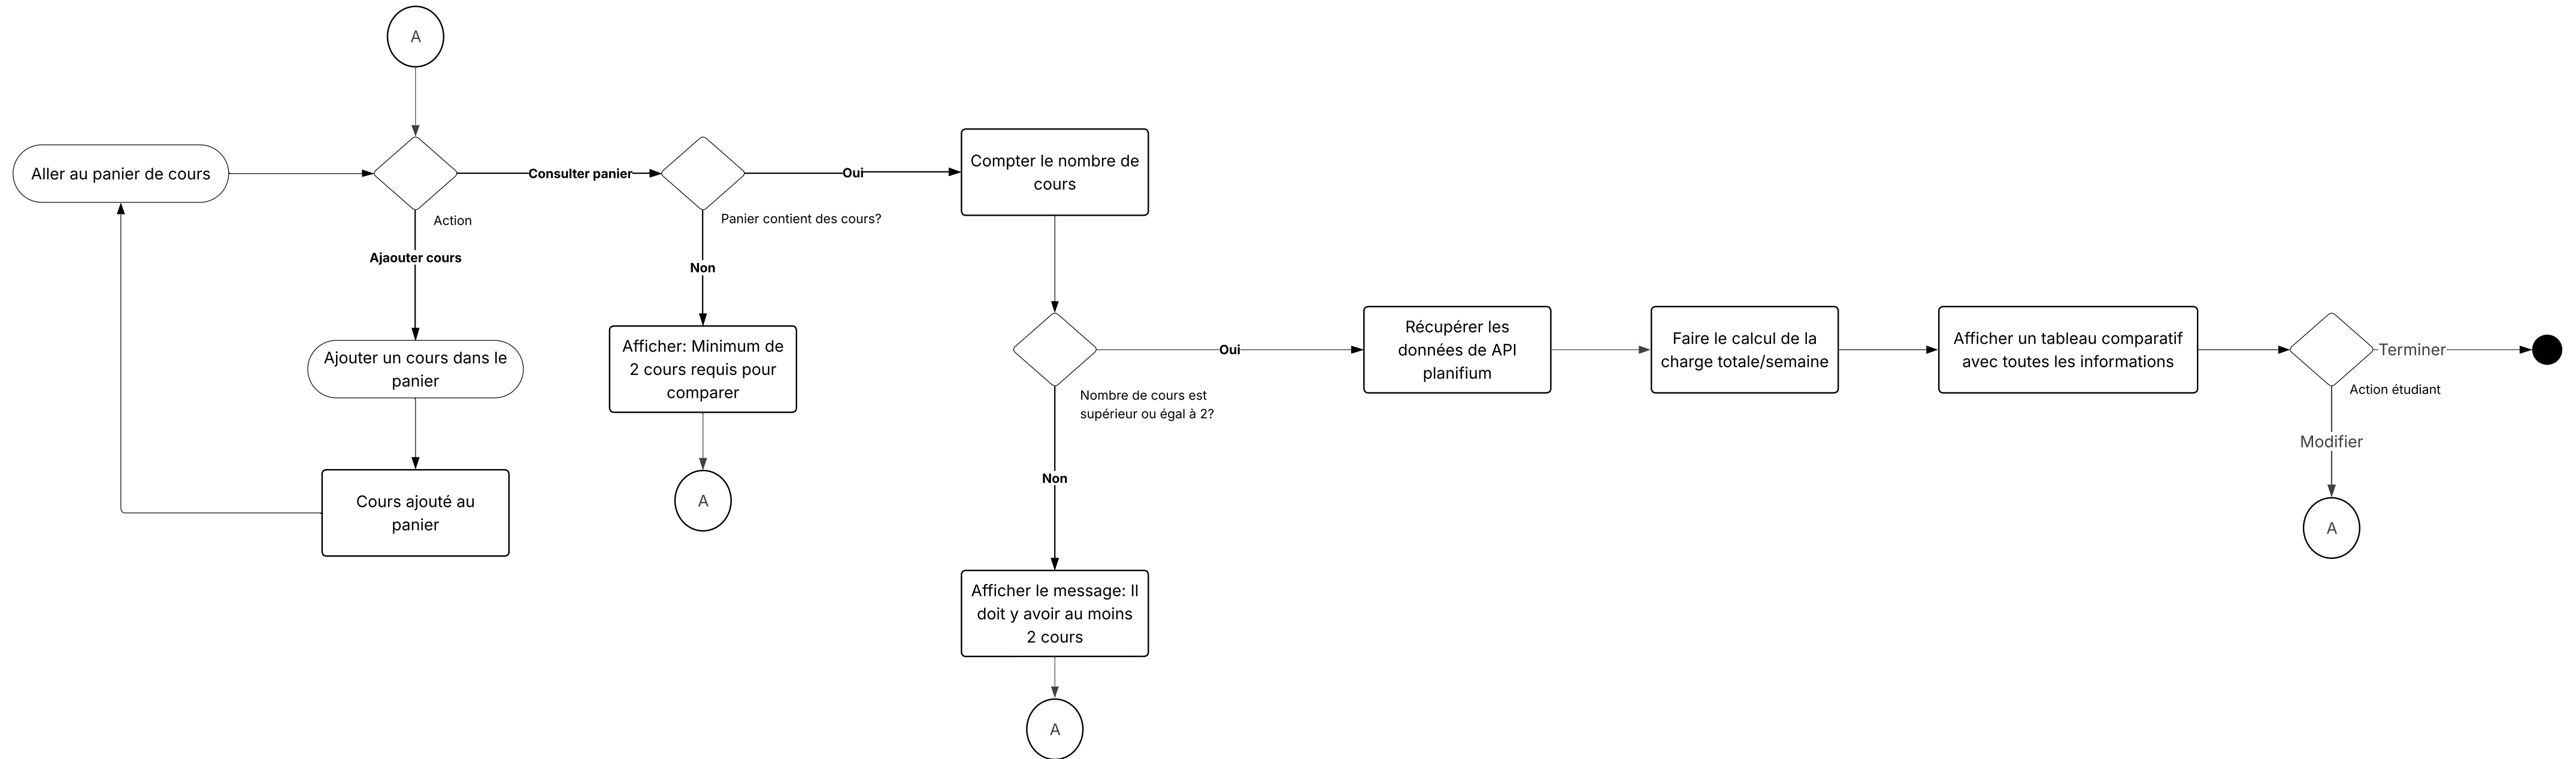 A
Aller au panier de cours
Action
Consulter panier
Panier contient des cours?
Oui
Compter le nombre de
cours
Ajaouter cours
Ajouter un cours dans le
panier
Cours ajouté au
panier
Non
Afficher: Minimum de
2 cours requis pour
comparer
A
Nombre de cours est
supérieur ou égal à 2?
Non
Afficher le message: Il
doit y avoir au moins
2 cours
A
Oui
Récupérer les
données de API
planifium
Faire le calcul de la
charge totale/semaine
Afficher un tableau comparatif
avec toutes les informations
Terminer
Action étudiant
Modifier
A